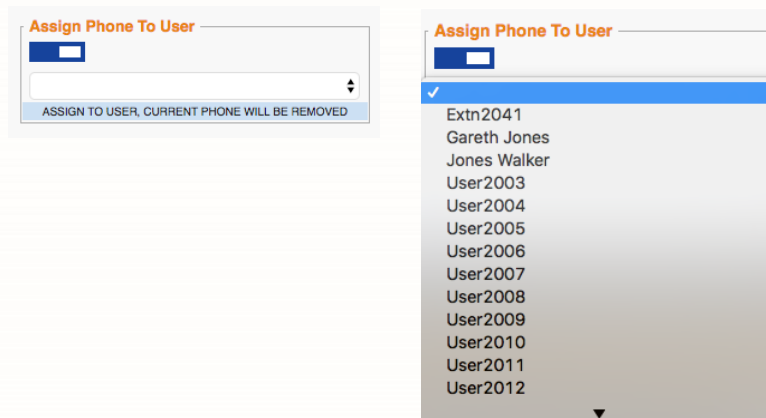 Assign Phone To User
ASSIGN TO USER, CURRENT PHONE WILL BE REMOVED
Assign Phone To User
Extn2041
Gareth Jones
Jones Walker
User2003
User2004
User2005
User2006
User2007
User2008
User2009
User2010
User2011
User2012